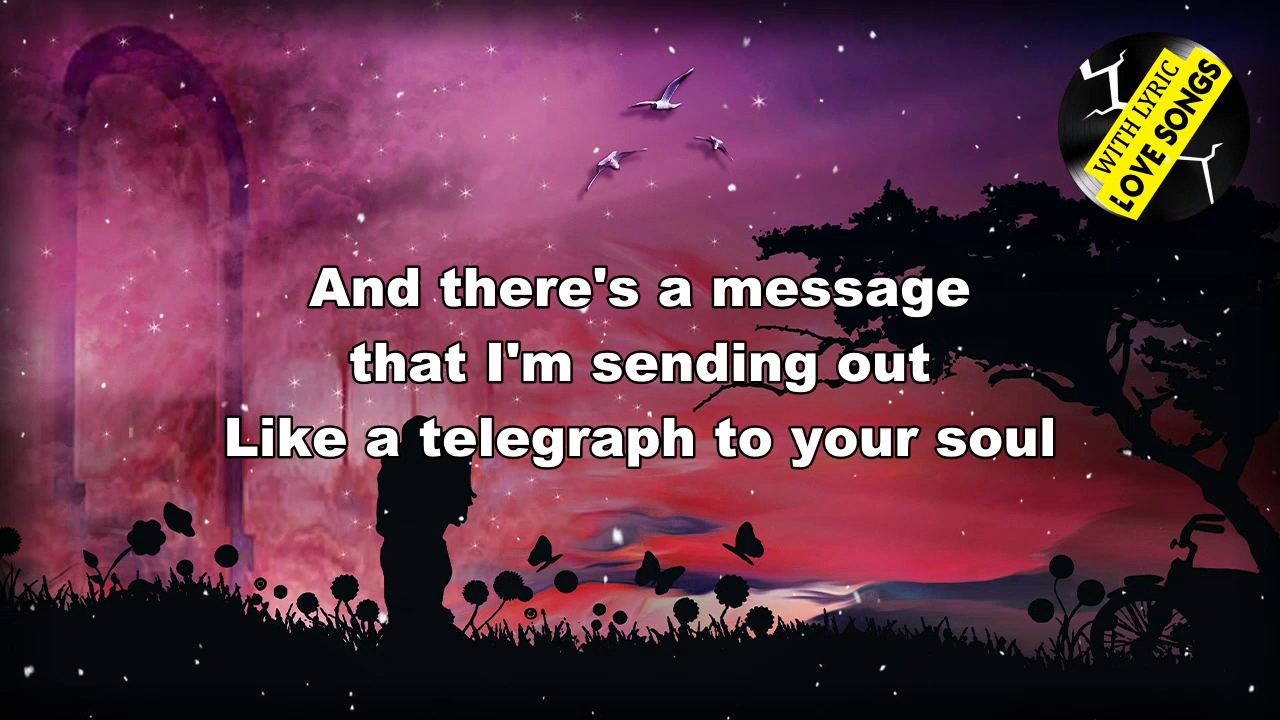 WITH LYRIC
LOVE SONGS
And there's a message
that I'm sending out
Like a telegraph to your soul